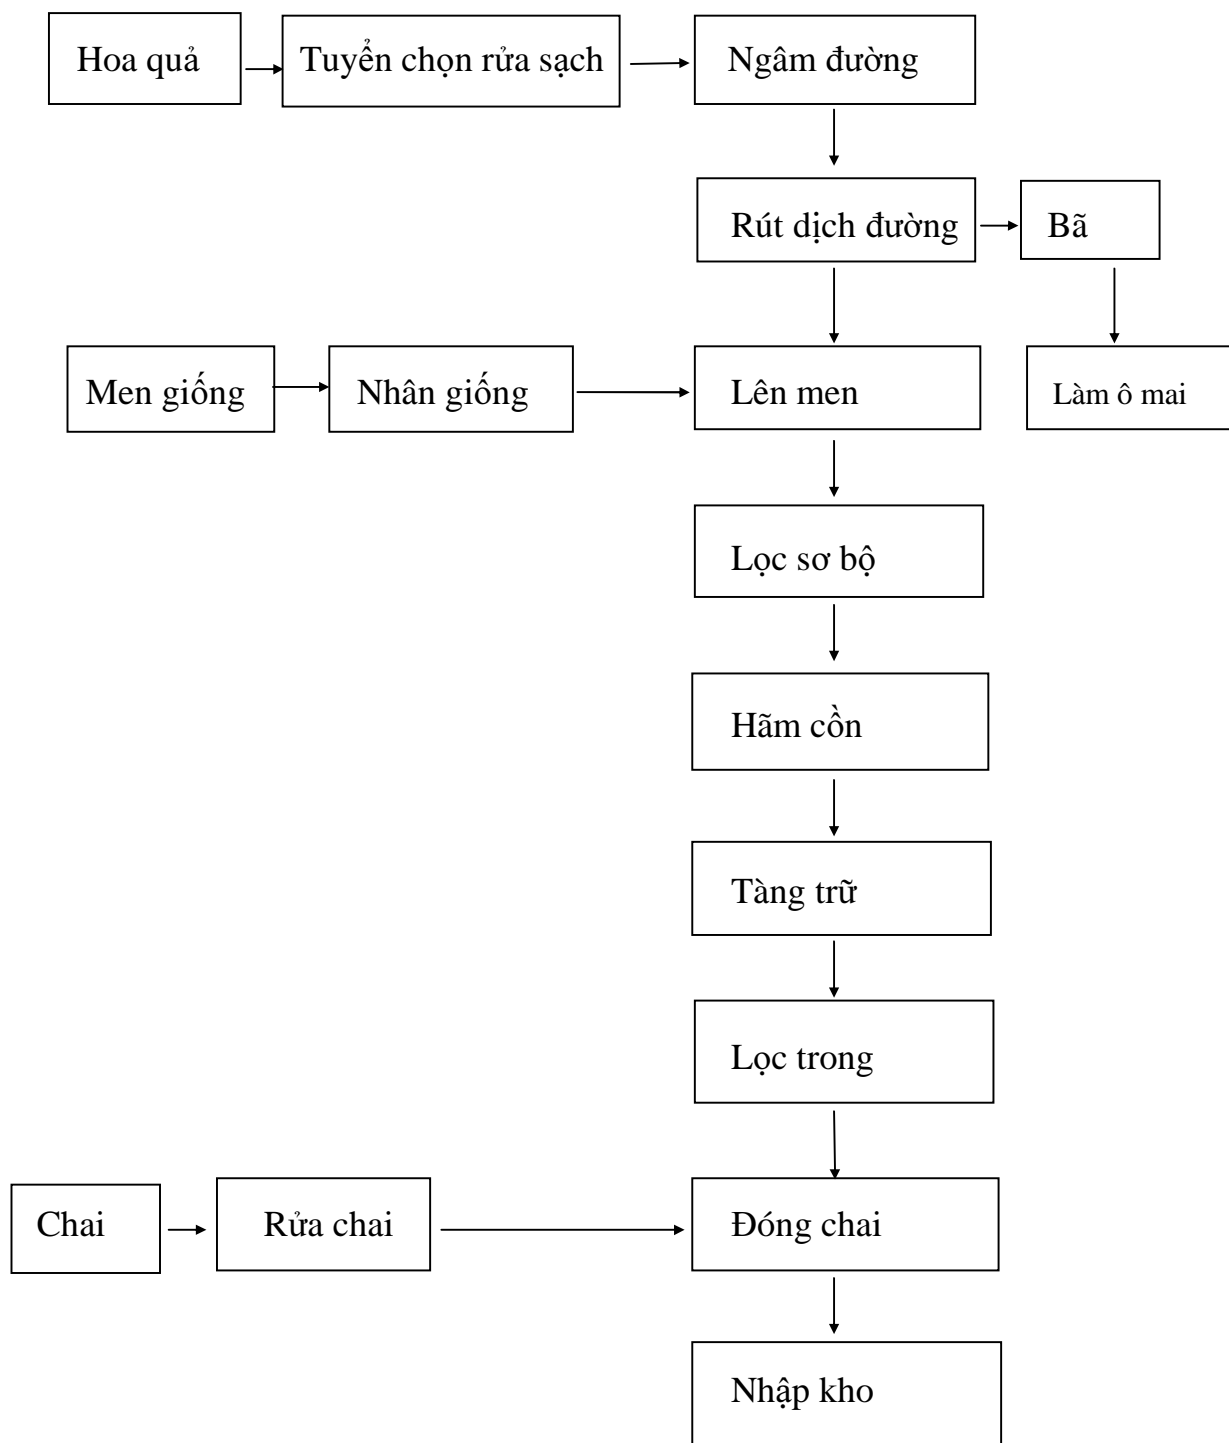 Hoa quả
Tuyển chọn rửa sạch
Ngâm đường
Rút dịch đường
Bã
Men giống
Nhân giống
Lên men
Làm ô mai
Lọc sơ bộ
Hãm cồn
Tàng trữ
Lọc trong
Chai
Rửa chai
Đóng chai
Nhập kho